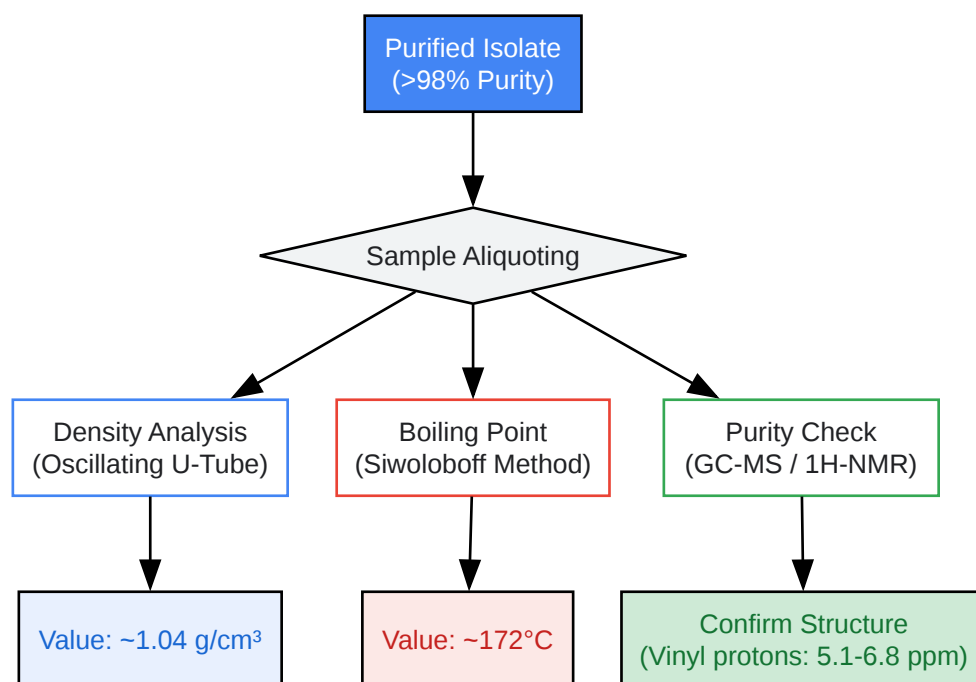 Purified Isolate
(>98% Purity)
Sample Aliquoting
Density Analysis
(Oscillating U-Tube)
Boiling Point
(Siwoloboff Method)
Purity Check
(GC-MS / 1H-NMR)
Value: ~1.04 g/cm³
Value: ~172°C
Confirm Structure
(Vinyl protons: 5.1-6.8 ppm)